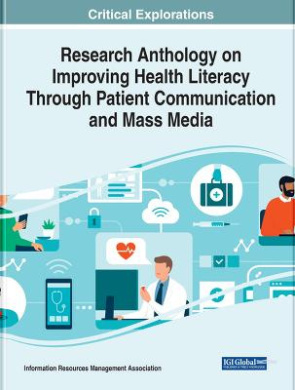 Critical Explorations
Research Anthology on
Improving Health Literacy
Through Patient Communication
and Mass Media
Information Resources Management Association
IGI Global